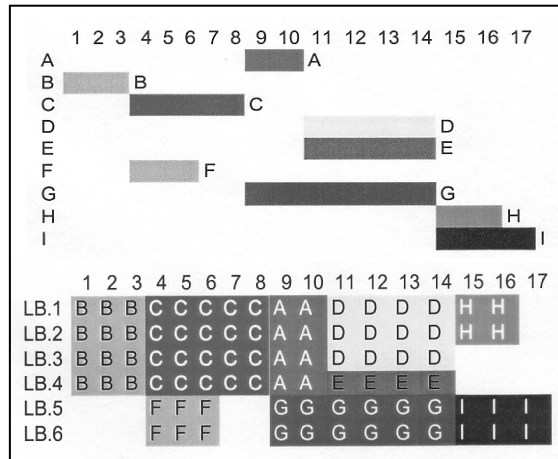 1 2 3 4 5 6 7 8 9 10 11 12 13 14 15 16 17
A A
B B
C C
D D
E E
F F
G G
H H
I I
1 2 3 4 5 6 7 8 9 10 11 12 13 14 15 16 17
LB.1 B B B C C C C C A A D D D D H H
LB.2 B B B C C C C C A A D D D D H H
LB.3 B B B C C C C C A A D D D D
LB.4 B B B C C C C C A A E E E E
LB.5 F F F G G G G G G I I I
LB.6 F F F G G G G G G I I I